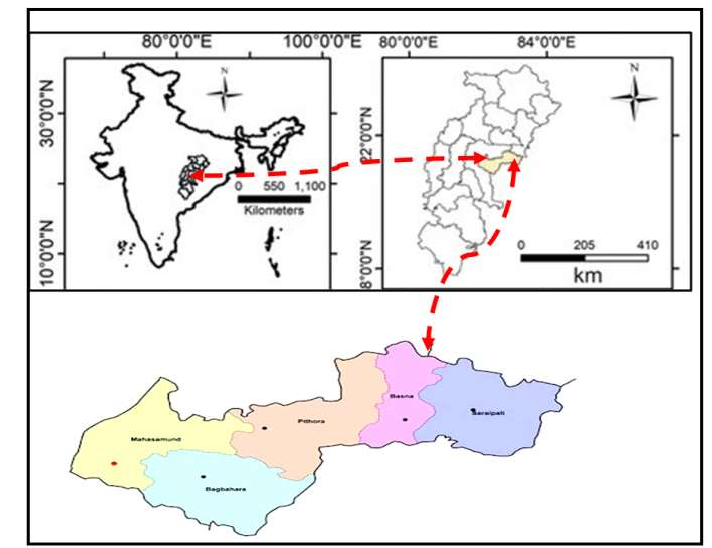 80°0'0"E
100°0'0"E
N
30°0'0"N
10°0'0"N
0 550 1,100
Kilometers
80°0'0"E
84°0'0"E
N
22°0'0"N
8°0'0"N
0 205 410
km
Mahasamund
Bagbahara
Pithora
Basna
Saraipali